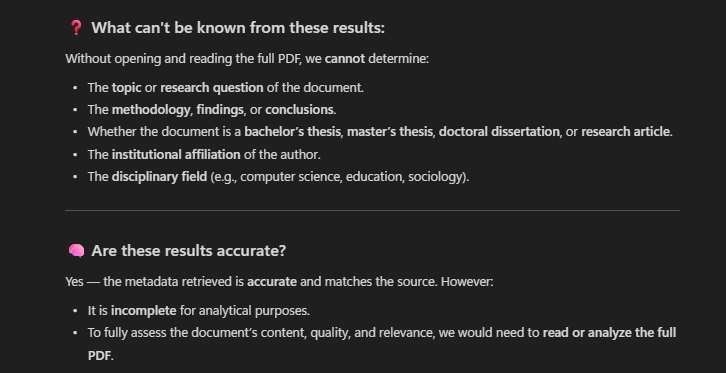 ❓ What can't be known from these results:
Without opening and reading the full PDF, we cannot determine:
• The topic or research question of the document.
• The methodology, findings, or conclusions.
• Whether the document is a bachelor's thesis, master's thesis, doctoral dissertation, or research article.
• The institutional affiliation of the author.
• The disciplinary field (e.g., computer science, education, sociology).
🧠 Are these results accurate?
Yes — the metadata retrieved is accurate and matches the source. However:
• It is incomplete for analytical purposes.
• To fully assess the document's content, quality, and relevance, we would need to read or analyze the full
PDF.